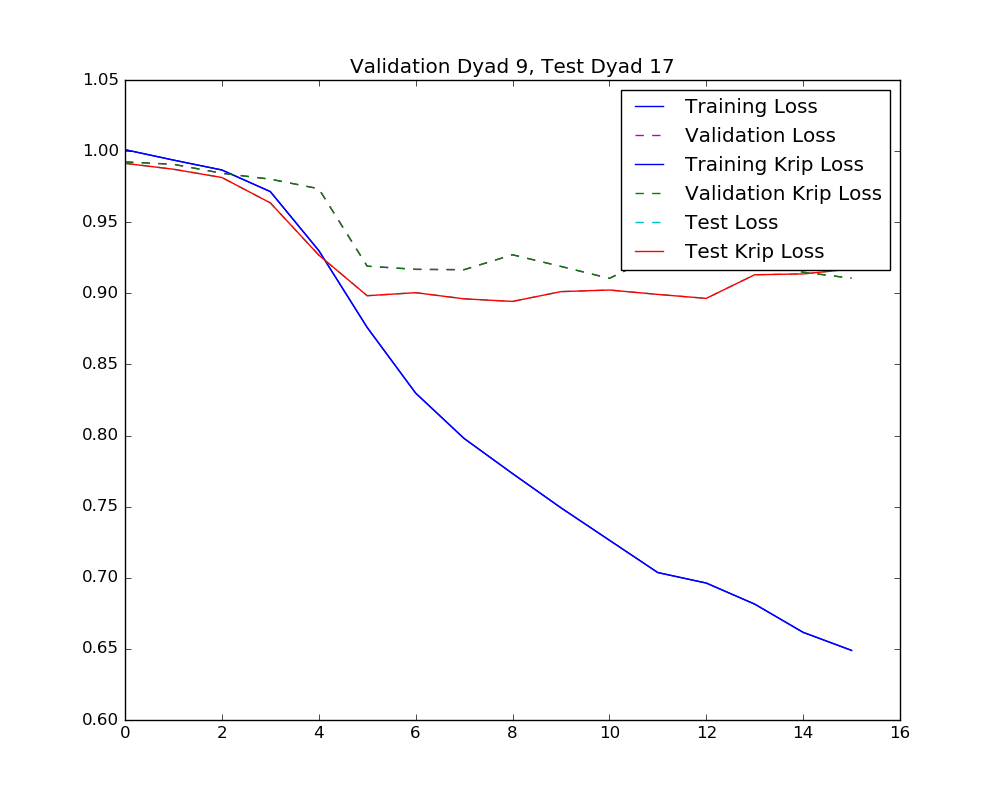 Validation Dyad 9, Test Dyad 17
1.05
1.00
0.95
0.90
0.85
0.80
0.75
0.70
0.65
0.60
0 2 4 6 8 10 12 14 16
Training Loss
Validation Loss
Training Krip Loss
Validation Krip Loss
Test Loss
Test Krip Loss